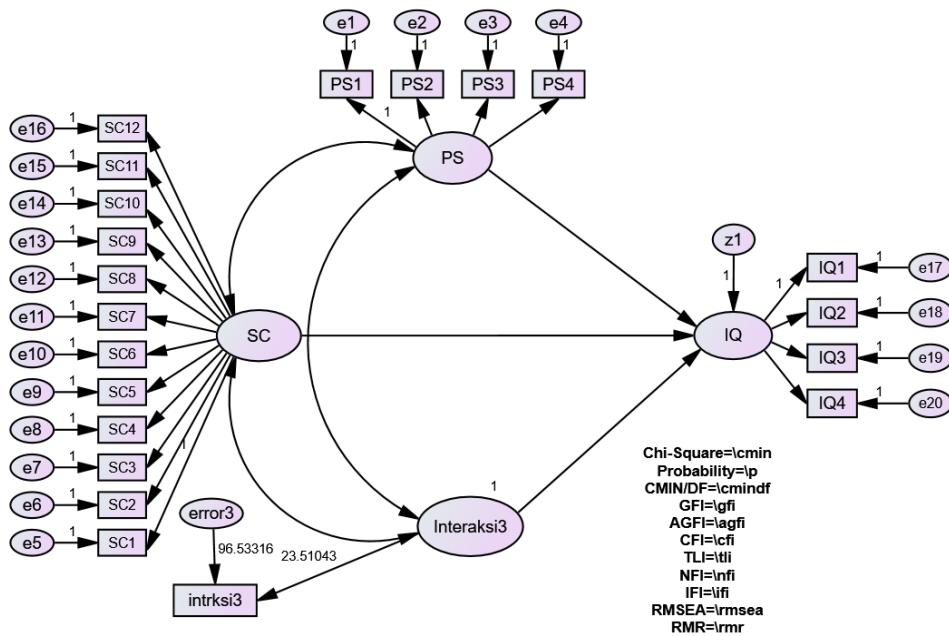 e1
e2
e3
e4
1
1
1
1
PS1
PS2
PS3
PS4
1
PS
e16
1
SC12
e15
1
SC11
e14
1
SC10
e13
1
SC9
e12
1
SC8
e11
1
SC7
e10
1
SC6
e9
1
SC5
e8
1
SC4
e7
1
SC3
e6
1
SC2
e5
1
SC1
1
SC
z1
1
IQ
1
IQ1
1
e17
IQ2
1
e18
IQ3
1
e19
IQ4
1
e20
error3
96.53316
23.51043
intrksi3
1
Interaksi3
Chi-Square=\cmin
Probability=\p
CMIN/DF=\cmindf
GFI=\gfi
AGFI=\agfi
CFI=\cfi
TLI=\tli
NFI=\nfi
IFI=\ifi
RMSEA=\rmsea
RMR=\rmr